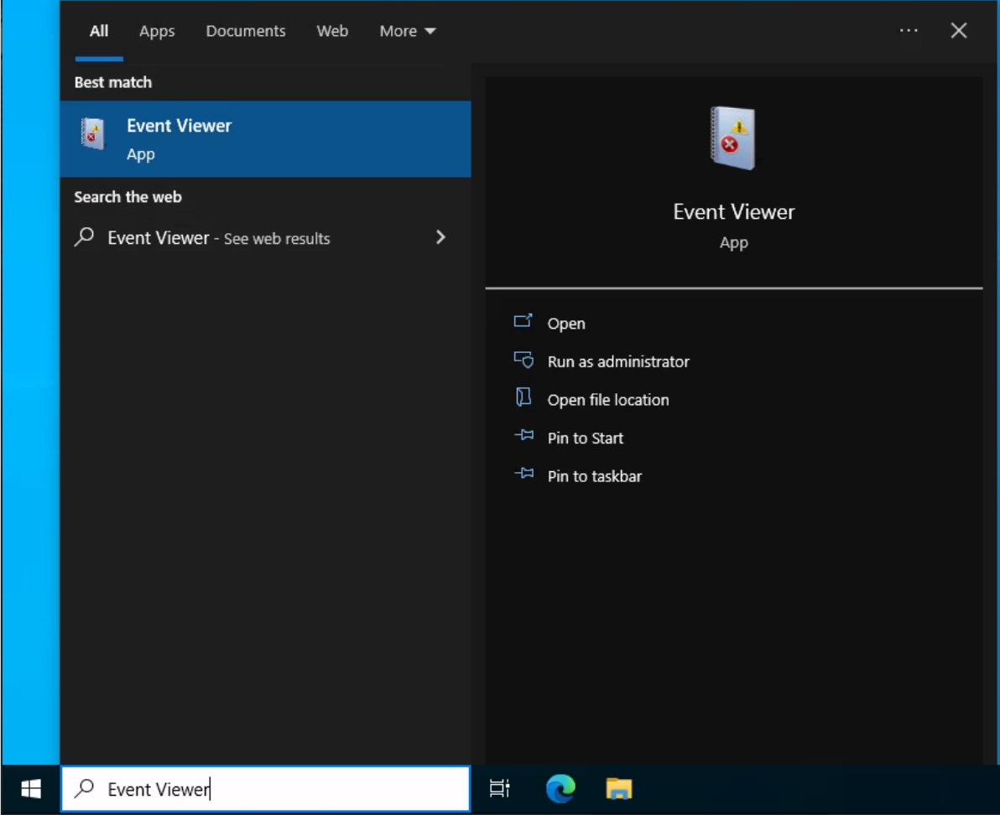 All Apps Documents Web More ···
Best match
Event Viewer
App
Search the web
Event Viewer - See web results
Event Viewer
App
Open
Run as administrator
Open file location
Pin to Start
Pin to taskbar
Event Viewer